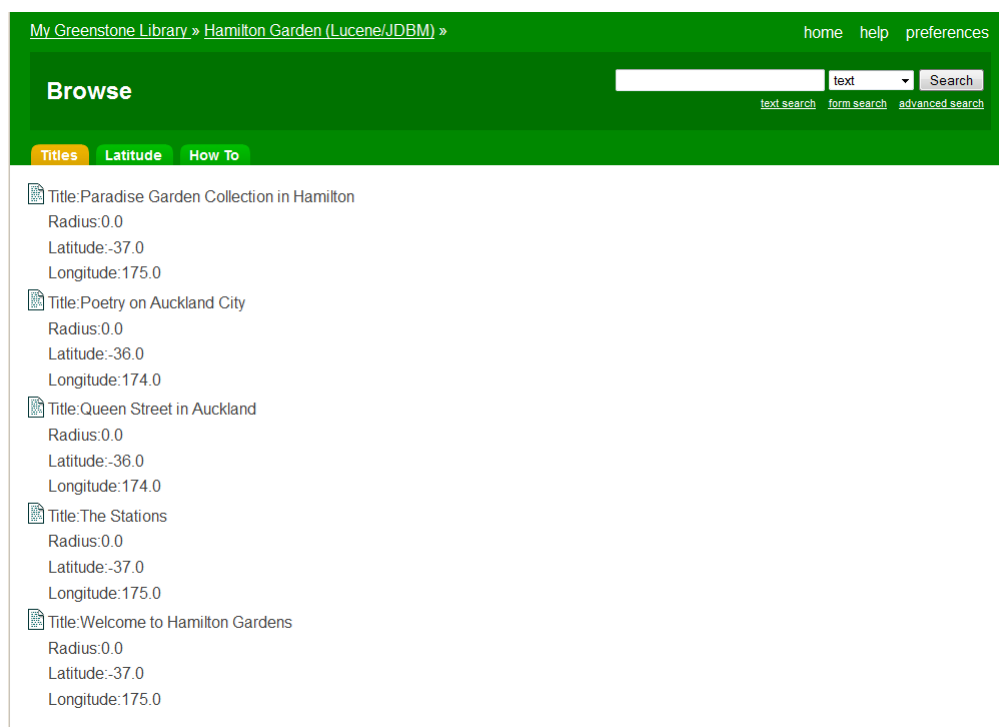 My Greenstone Library » Hamilton Garden (Lucene/JDBM) »
home help preferences
Browse
text Search
text search form search advanced search
Titles Latitude How To
Title:Paradise Garden Collection in Hamilton
Radius:0.0
Latitude:-37.0
Longitude:175.0
Title:Poetry on Auckland City
Radius:0.0
Latitude:-36.0
Longitude:174.0
Title:Queen Street in Auckland
Radius:0.0
Latitude:-36.0
Longitude:174.0
Title:The Stations
Radius:0.0
Latitude:-37.0
Longitude:175.0
Title:Welcome to Hamilton Gardens
Radius:0.0
Latitude:-37.0
Longitude:175.0